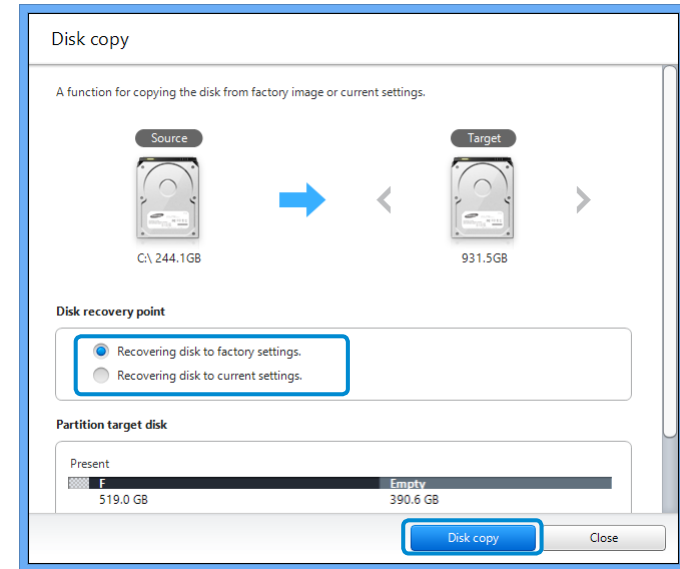 Disk copy
A function for copying the disk from factory image or current settings.
Source
Target
C:\ 244.1GB
931.5GB
Disk recovery point
Recovering disk to factory settings.
Recovering disk to current settings.
Partition target disk
Present
F
Empty
519.0 GB
390.6 GB
Disk copy
Close